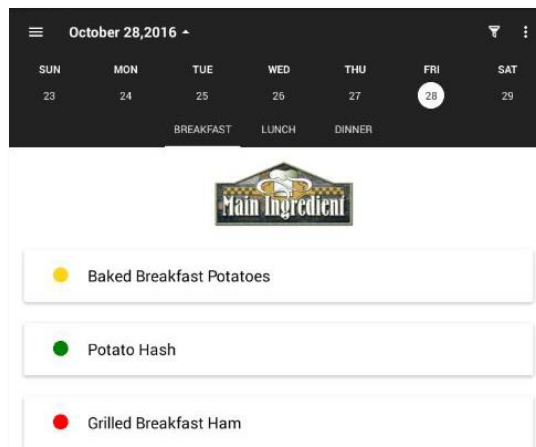 October 28,2016
SUN MON TUE WED THU FRI SAT
23 24 25 26 27 28 29
BREAKFAST LUNCH DINNER
Main Ingredient
Baked Breakfast Potatoes
Potato Hash
Grilled Breakfast Ham